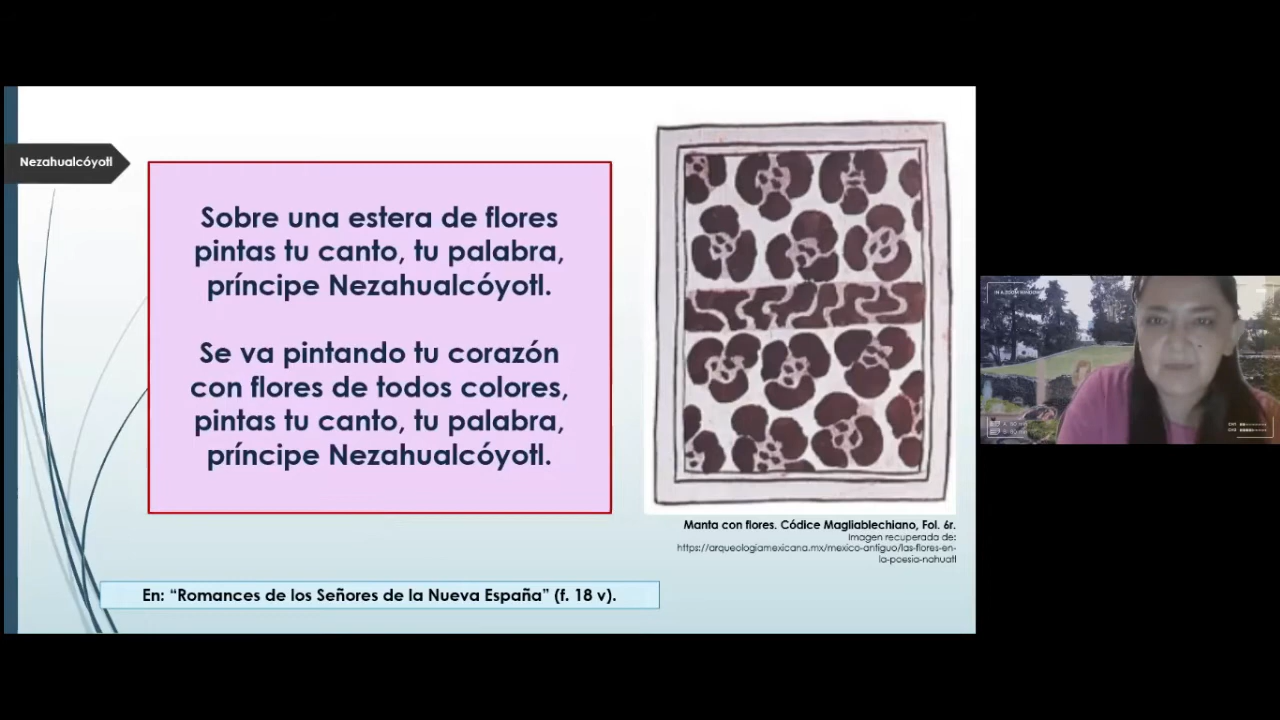 Nezahualcóyotl
Sobre una estera de flores
pintas tu canto, tu palabra,
príncipe Nezahualcóyotl.
Se va pintando tu corazón
con flores de todos colores,
pintas tu canto, tu palabra,
príncipe Nezahualcóyotl.
Manta con flores. Códice Magliablechiano, Fol. 6r.
Imagen recuperada de:
https://arqueologiamexicana.mx/mexico-antiguo/las-flores-en-
la-poesia-nahuatl
En: “Romances de los Señores de la Nueva España” (f. 18 v).